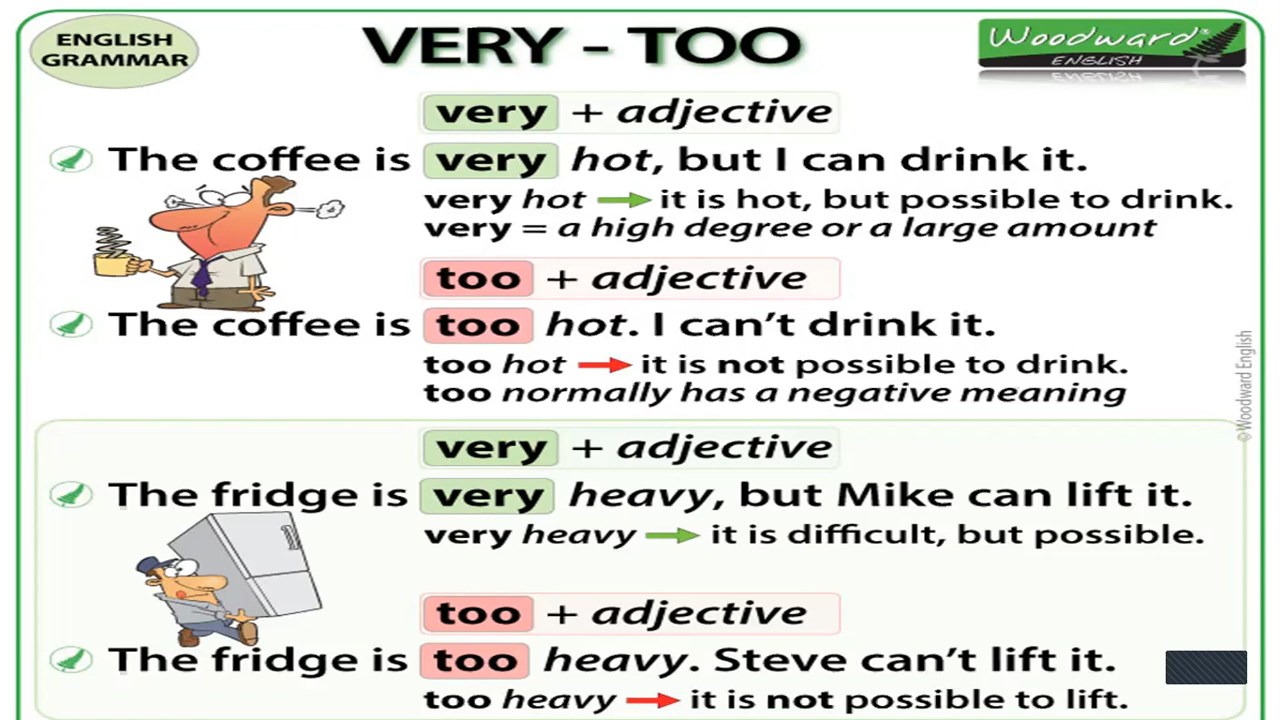 ENGLISH
GRAMMAR
VERY - TOO
Woodward®
ENGLISH
very + adjective
The coffee is very hot, but I can drink it.
very hot → it is hot, but possible to drink.
very = a high degree or a large amount
too + adjective
The coffee is too hot. I can't drink it.
too hot → it is not possible to drink.
too normally has a negative meaning
© Woodward English
very + adjective
The fridge is very heavy, but Mike can lift it.
very heavy → it is difficult, but possible.
too + adjective
The fridge is too heavy. Steve can't lift it.
too heavy → it is not possible to lift.